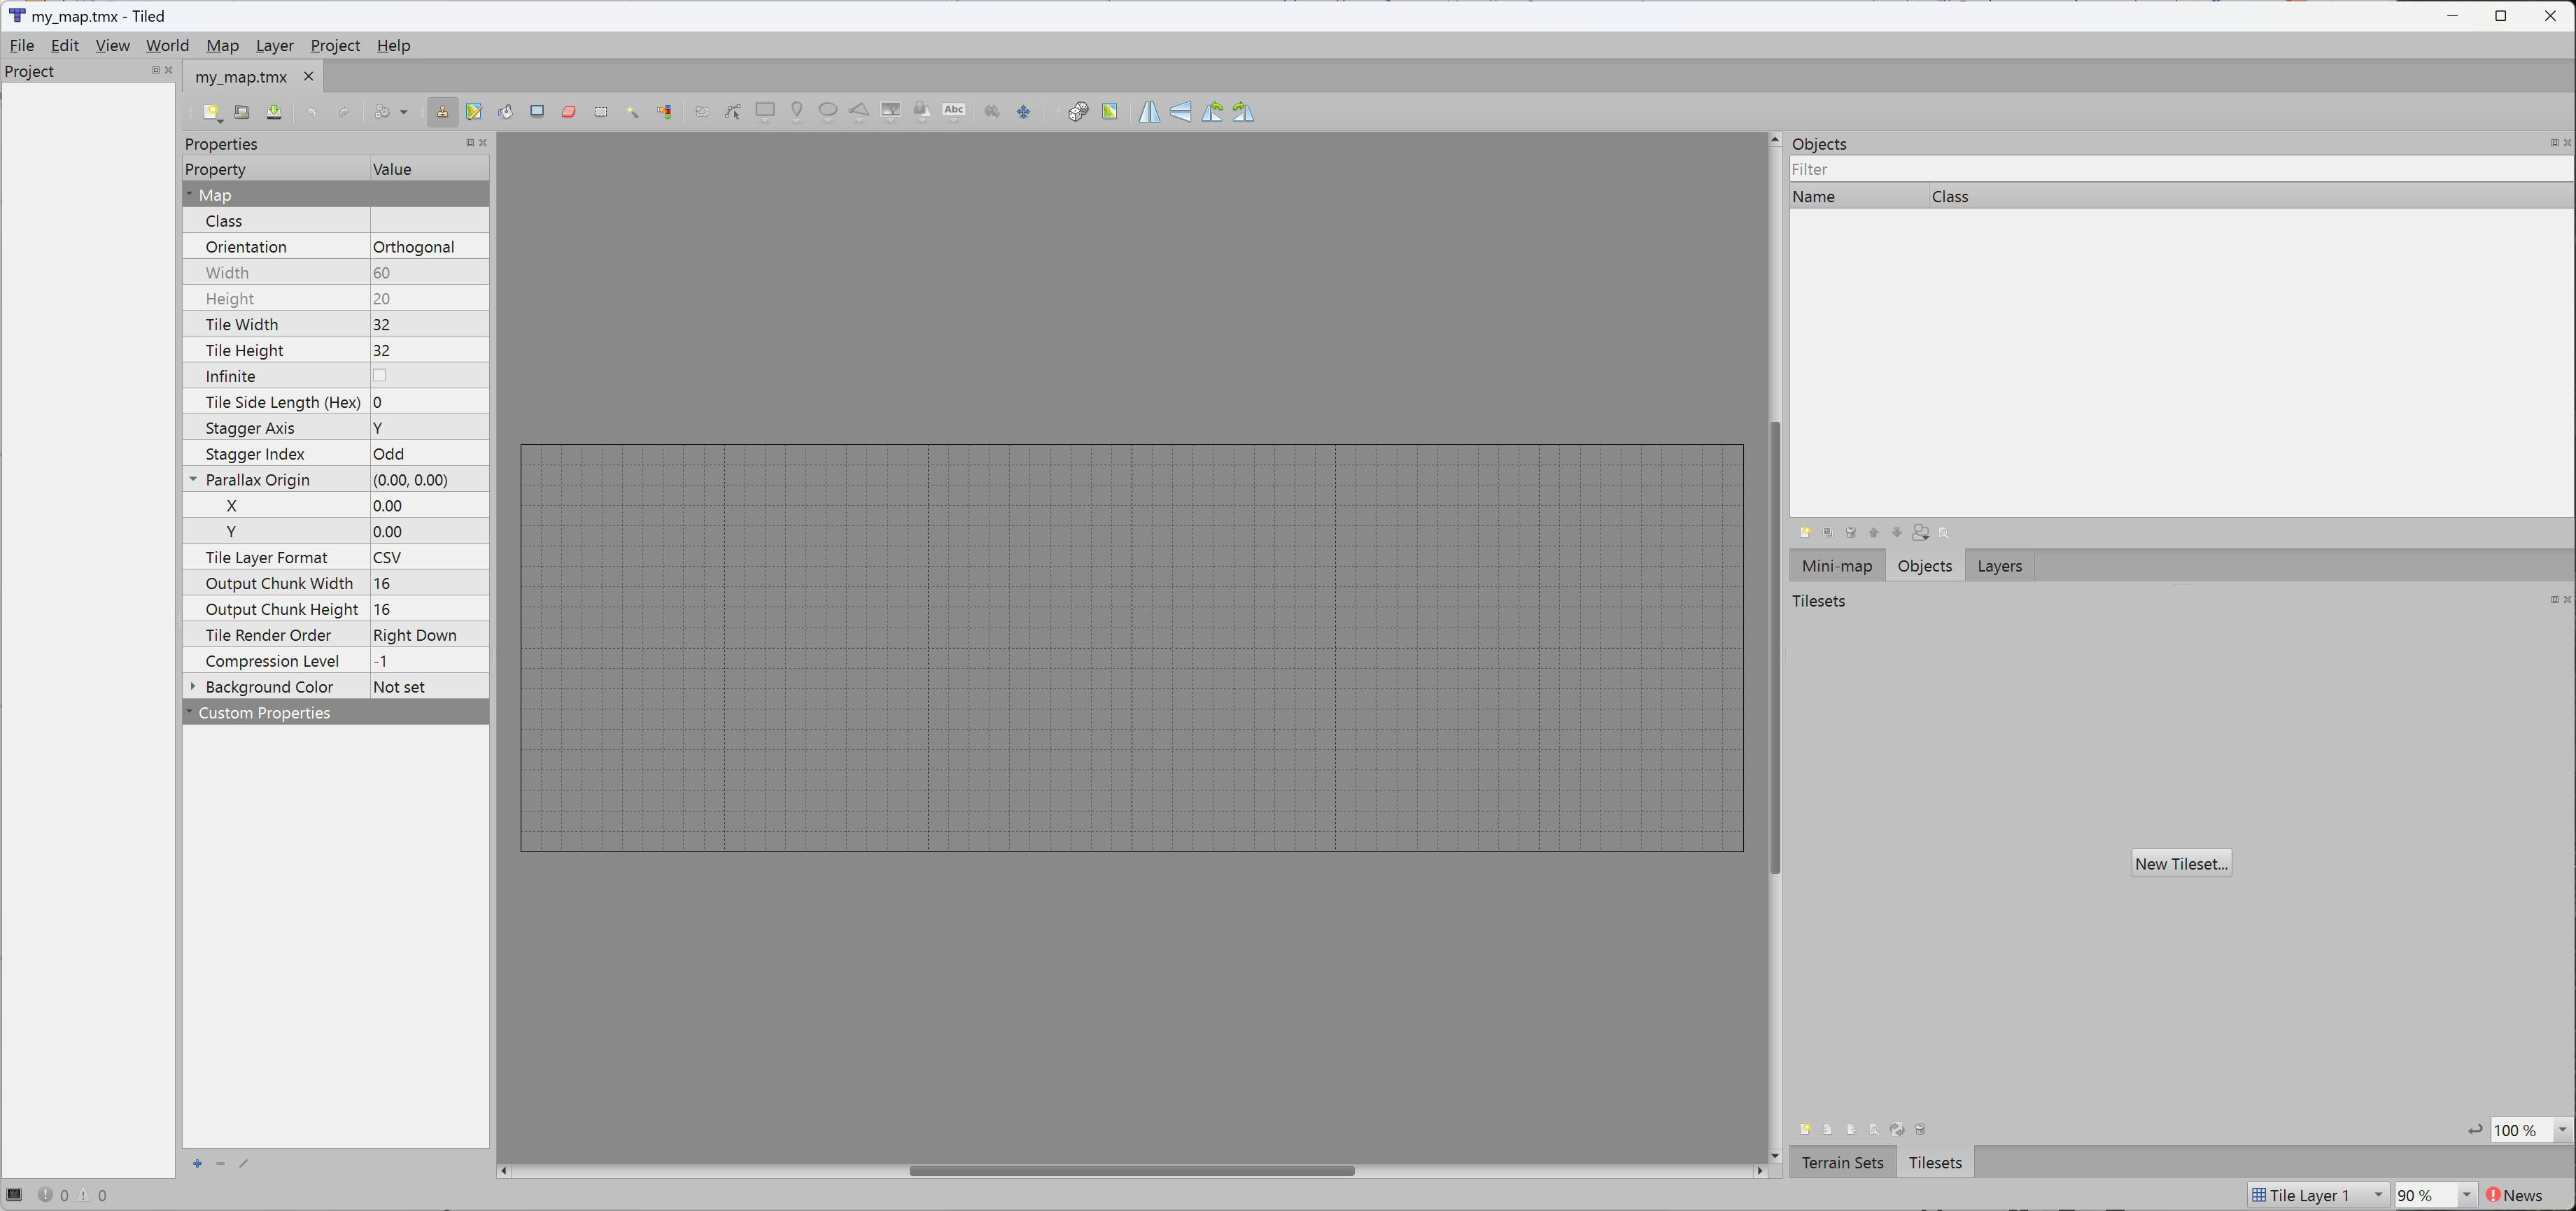 my_map.tmx - Tiled
File Edit View World Map Layer Project Help
Project
my_map.tmx
Abc
Properties
Property Value
Map
Class
Orientation Orthogonal
Width 60
Height 20
Tile Width 32
Tile Height 32
Infinite
Tile Side Length (Hex) 0
Stagger Axis Y
Stagger Index Odd
Parallax Origin (0.00, 0.00)
X 0.00
Y 0.00
Tile Layer Format CSV
Output Chunk Width 16
Output Chunk Height 16
Tile Render Order Right Down
Compression Level -1
Background Color Not set
Custom Properties
Objects
Filter
Name Class
Mini-map Objects Layers
Tilesets
New Tileset...
100 %
Terrain Sets Tilesets
0 0
Tile Layer 1 90 % News